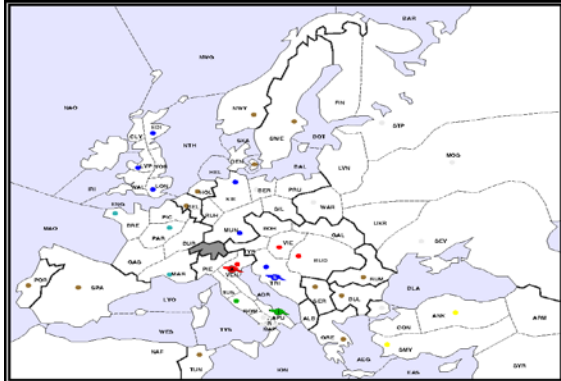 BAR
NWG
NAO
FIN
NWY
SWE
STP
EDI
CLY
SKA
BOT
MOS
NTH
DEN
LVN
LVP YOR
HEL
BAL
IRI
WAL LON
HOL
KIE
BER
PRU
WAR
ENG
BEL
RUH
SIL
UKR
PIC
MUN
BOH
GAL
MAO
BRE
PAR
BUR
VIE
SEV
GAS
BUD
MAR
PIE
VEN
TRI
RUM
POR
SPA
LYO
TUS
ADR
SER
BUL
BLA
ROM
APU
ALB
ANK
ARM
WES
TYS
CON
NAF
GRE
SMY
TUN
ION
AEG
EAS
SYR